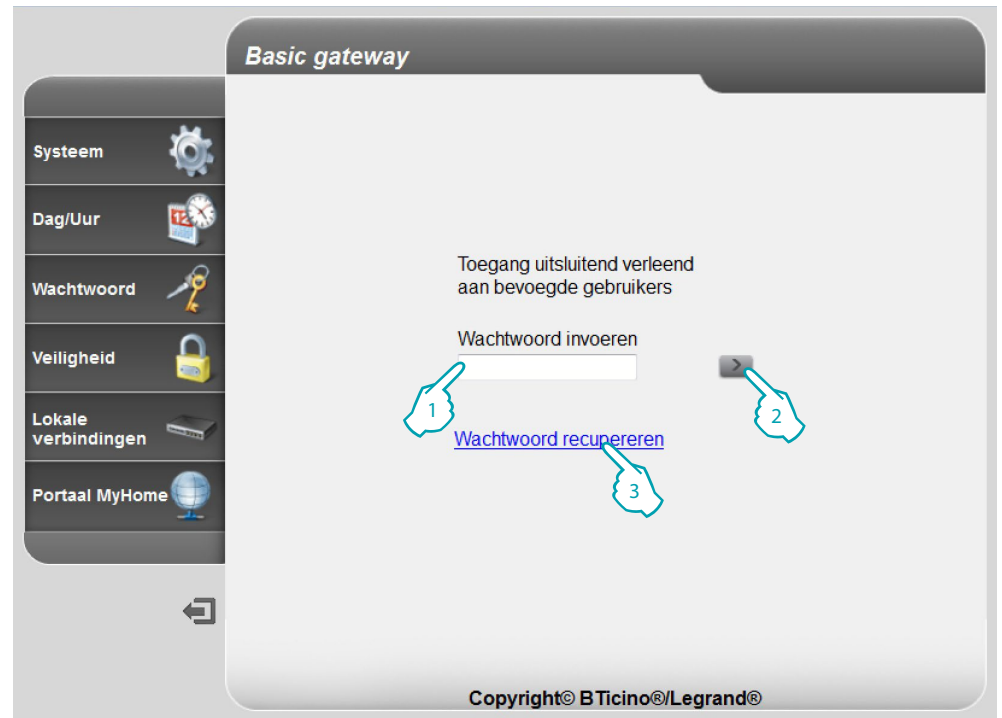 Basic gateway
Systeem
12
Dag/Uur
Wachtwoord
Veiligheid
Lokale
verbindingen
Portaal MyHome
Toegang uitsluitend verleend
aan bevoegde gebruikers
Wachtwoord invoeren
1
2
Wachtwoord recupereren
3
Copyright© BTicino®/Legrand®